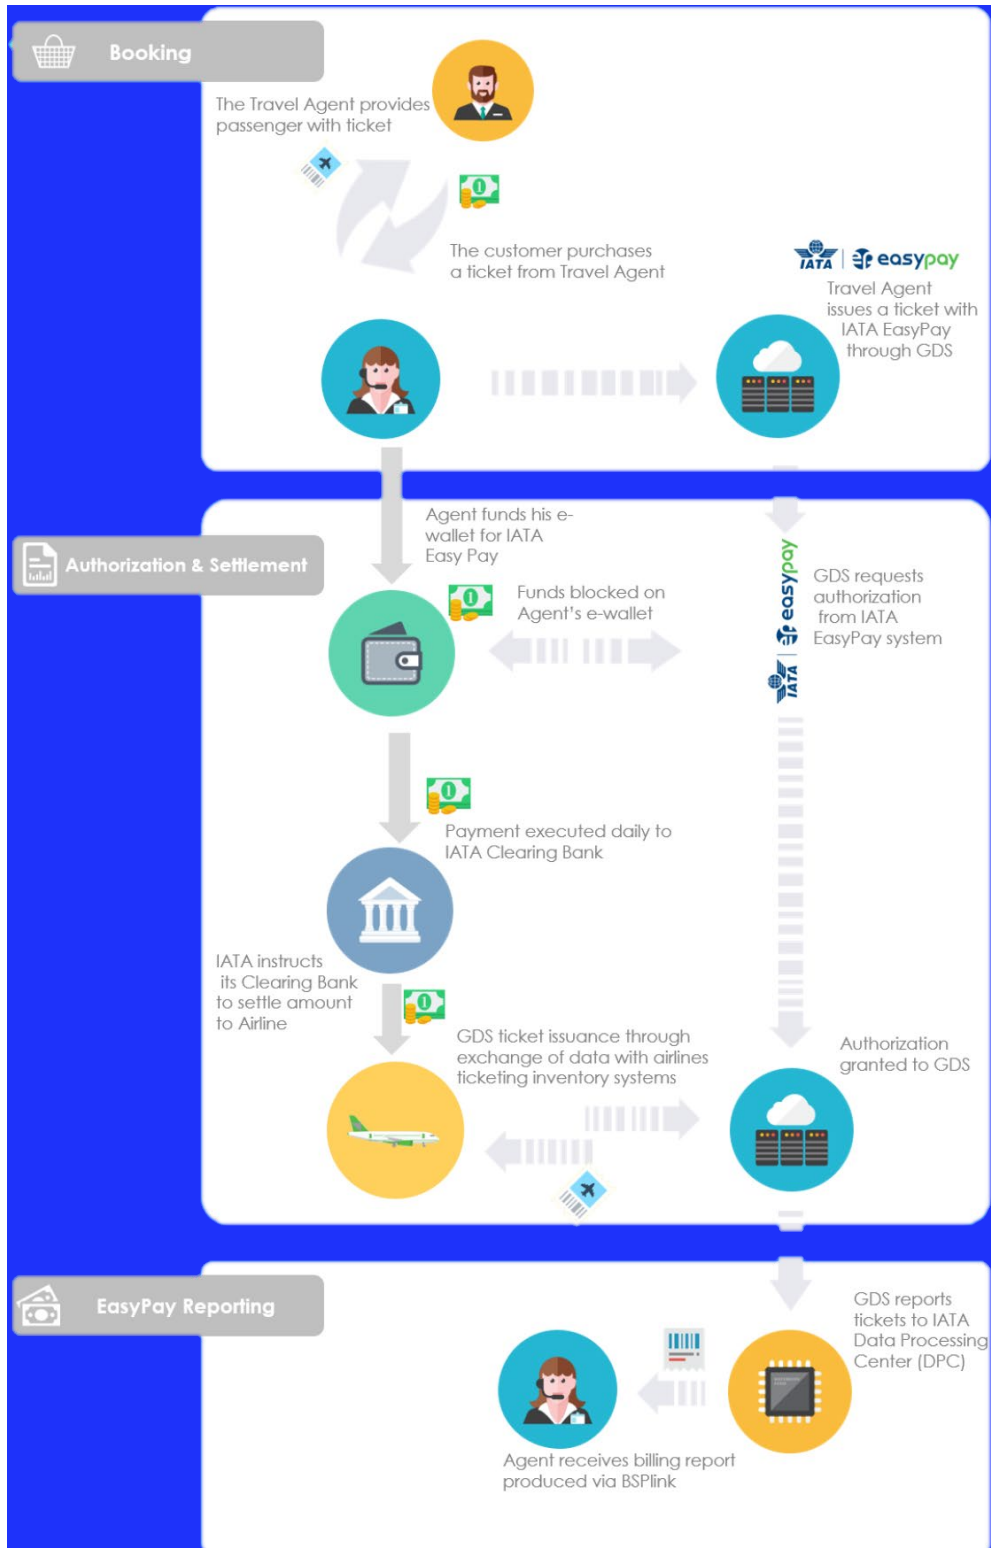 Booking
The Travel Agent provides
passenger with ticket
1
The customer purchases
a ticket from Travel Agent
IATA easypay
Travel Agent
issues a ticket with
IATA EasyPay
through GDS
Agent funds his e-
wallet for IATA
Easy Pay
Authorization & Settlement
1
Funds blocked on
Agent's e-wallet
IATA easypay
GDS requests
authorization
from IATA
EasyPay system
1
Payment executed daily to
IATA Clearing Bank
IATA instructs
its Clearing Bank
to settle amount
to Airline
1
GDS ticket issuance through
exchange of data with airlines
ticketing inventory systems
Authorization
granted to GDS
EasyPay Reporting
GDS reports
tickets to IATA
Data Processing
Center (DPC)
Agent receives billing report
produced via BSPlink